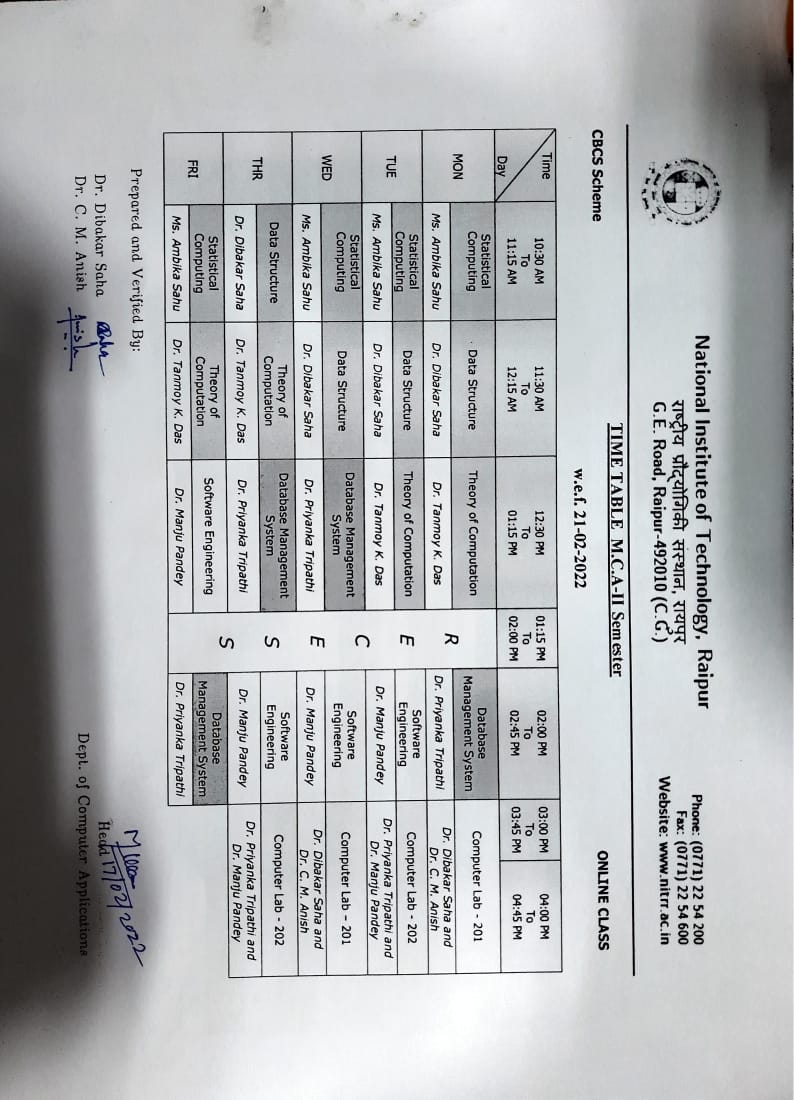 National Institute of Technology, Raipur
राष्ट्रीय प्रौद्योगिकी संस्थान, रायपुर
G.E. Road, Raipur-492010 (C.G.)
Phone: (0771) 22 54 200
Fax: (0771) 22 54 600
Website: www.nitrr.ac.in
TIME TABLE M.C.A-II Semester
CBCS Scheme
ONLINE CLASS
w.e.f. 21-02-2022
Time
Day
10:30 AM
To
11:15 AM
11:30 AM
To
12:15 AM
12:30 PM
To
01:15 PM
01:15 PM
To
02:00 PM
02:00 PM
To
02:45 PM
03:00 PM
To
03:45 PM
04:00 PM
To
04:45 PM
MON
Statistical
Computing
Data Structure
Theory of Computation
Database
Management System
Computer Lab - 201
Ms. Ambika Sahu
Dr. Dibakar Saha
Dr. Tanmoy K. Das
Dr. Priyanka Tripathi
Dr. Dibakar Saha and
Dr. C. M. Anish
RECESS
TUE
Statistical
Computing
Data Structure
Theory of Computation
Software
Engineering
Computer Lab - 202
Ms. Ambika Sahu
Dr. Dibakar Saha
Dr. Tanmoy K. Das
Dr. Manju Pandey
Dr. Priyanka Tripathi and
Dr. Manju Pandey
WED
Statistical
Computing
Data Structure
Database Management
System
Software
Engineering
Computer Lab - 201
Ms. Ambika Sahu
Dr. Dibakar Saha
Dr. Priyanka Tripathi
Dr. Manju Pandey
Dr. Dibakar Saha and
Dr. C. M. Anish
THR
Data Structure
Theory of
Computation
Database Management
System
Software
Engineering
Computer Lab - 202
Dr. Dibakar Saha
Dr. Tanmoy K. Das
Dr. Priyanka Tripathi
Dr. Manju Pandey
Dr. Priyanka Tripathi and
Dr. Manju Pandey
FRI
Statistical
Computing
Theory of
Computation
Software Engineering
Database
Management System
Ms. Ambika Sahu
Dr. Tanmoy K. Das
Dr. Manju Pandey
Dr. Priyanka Tripathi
Prepared and Verified By:
Dr. Dibakar Saha
Dr. C. M. Anish Anish
Head 17/02/2022
Dept. of Computer Applications